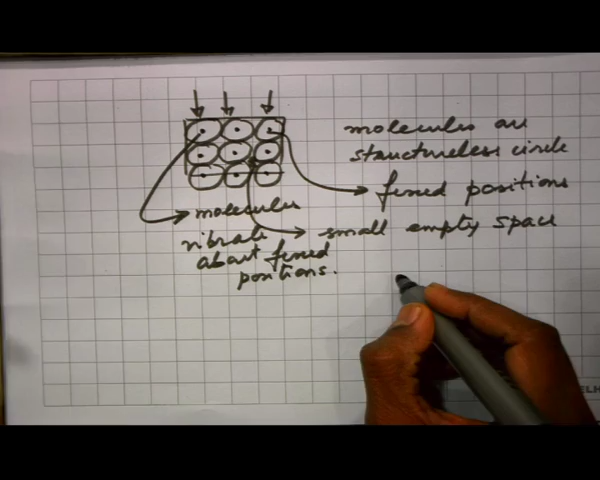 molecules are
structureless circle
fixed positions
molecules
small empty space
vibrate
about fixed
positions.